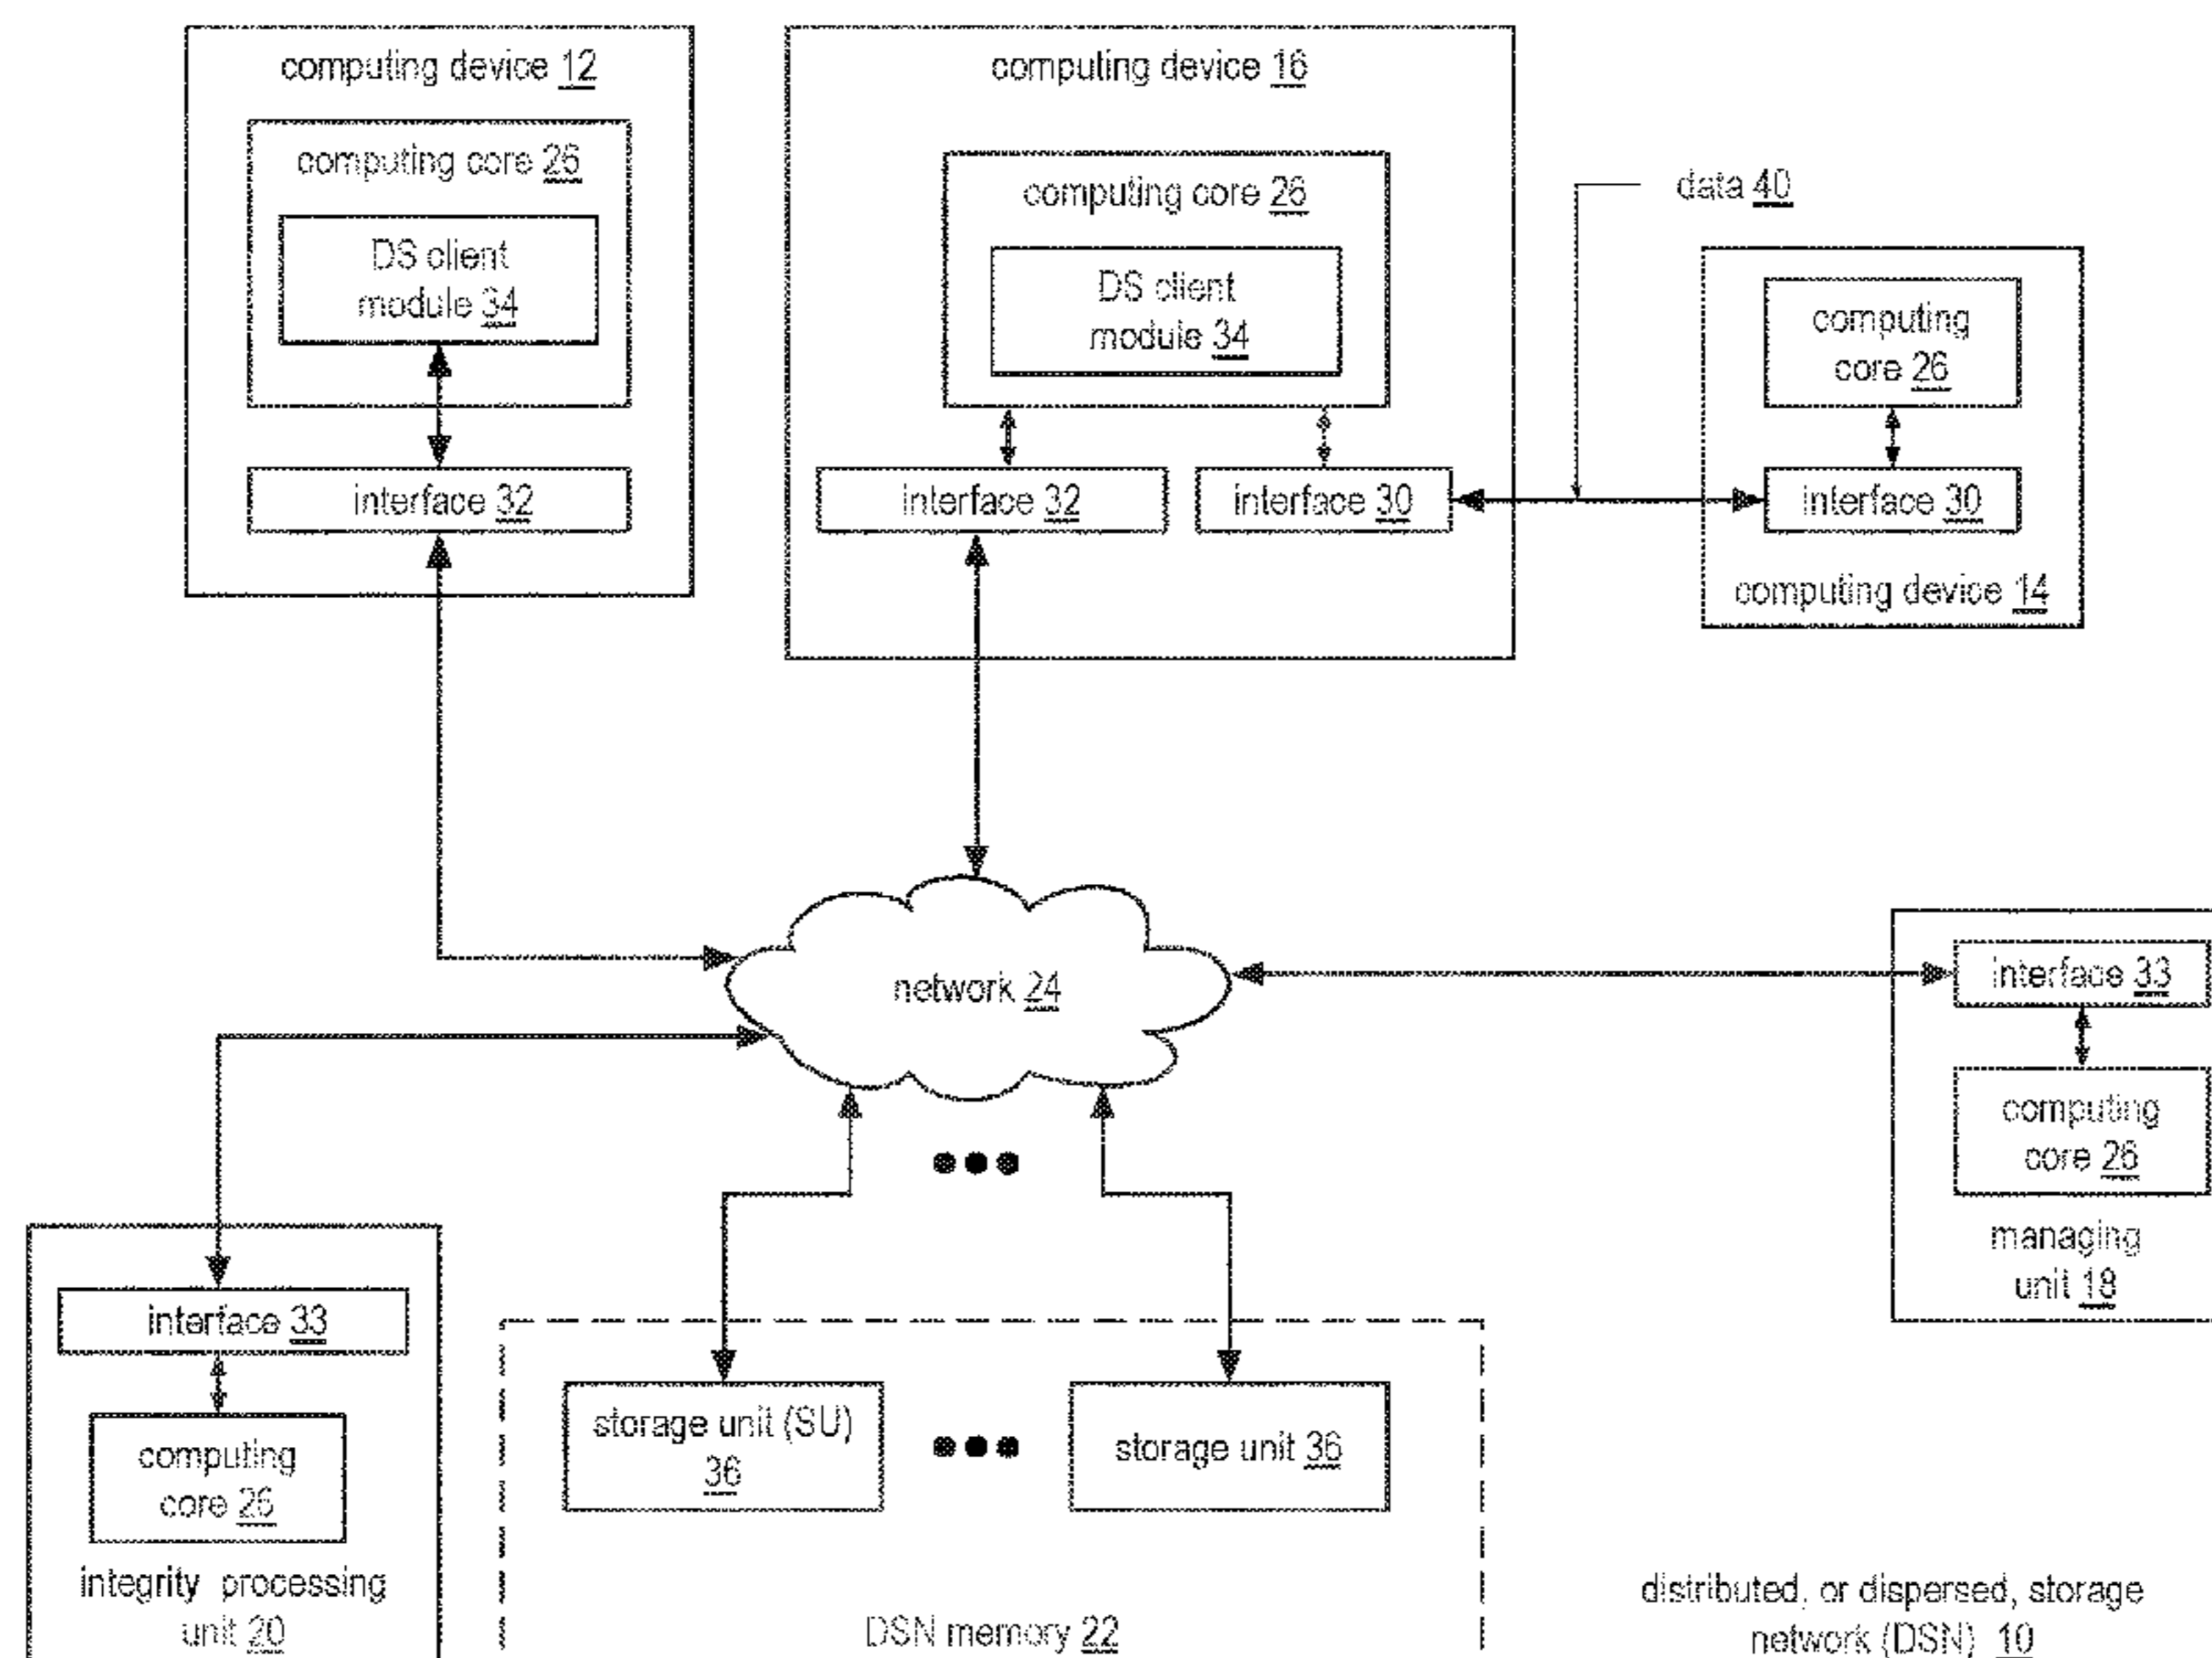 computing device 12
computing core 26
DS client
module 34
interface 32
computing device 16
computing core 26
DS client
module 34
interface 32
interface 30
data 40
computing
core 26
interface 30
computing device 14
network 24
interface 33
computing
core 26
managing
unit 18
interface 33
computing
core 26
integrity processing
unit 20
storage unit (SU)
36
storage unit 36
DSN memory 22
distributed, or dispersed, storage
network (DSN) 10